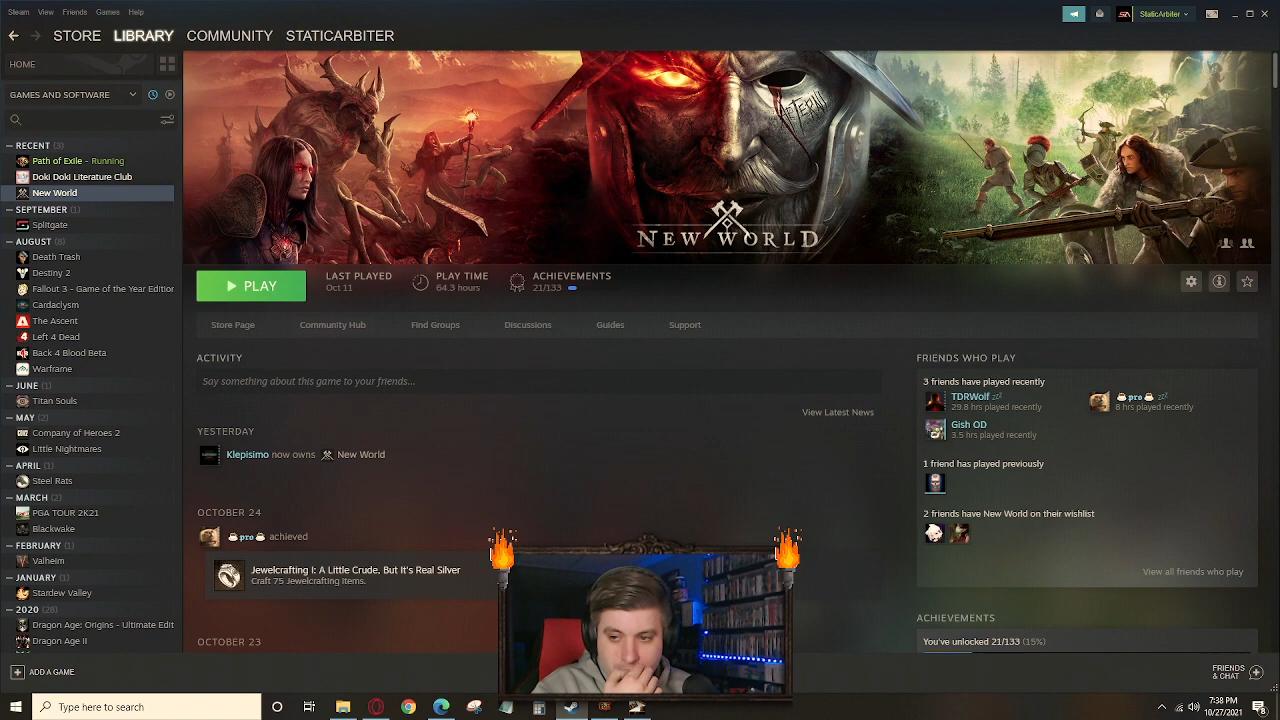 Steam View Friends Games Help
StaticArbiter
STORE LIBRARY COMMUNITY STATICARBITER
HOME
GAMES AND SOFTWARE
RECENT (3)
Path of Exile - Running
Doki Doki Literature Club
New World
SEPTEMBER (1)
Splitgate
AUGUST (8)
Death Trash
Destiny 2
Fallout 3 - Game of the Year Edition
Cardaclysm
The Ascent
Left 4 Dead
Back 4 Blood Beta
Warframe
JUNE (1)
Titan Souls
MAY (2)
Company of Heroes 2
Little Nightmares
APRIL (1)
Steel Rats
MARCH (2)
PGA TOUR 2K21
Blackwake
FEBRUARY (1)
Valheim
JANUARY (1)
Stardew Valley
2020 (28)
Dragon Age: Origins - Ultimate Edit
Dragon Age II
ADD A GAME
AETERNUM
NEW WORLD
PLAY
LAST PLAYED
Oct 11
PLAY TIME
64.3 hours
ACHIEVEMENTS
21/133
Store Page Community Hub Find Groups Discussions Guides Support
ACTIVITY
Say something about this game to your friends...
View Latest News
YESTERDAY
Klepisimo now owns New World
OCTOBER 24
pro achieved
Jewelcrafting I: A Little Crude, But It's Real Silver
Craft 75 Jewelcrafting Items.
OCTOBER 23
FRIENDS WHO PLAY
3 friends have played recently
TDRWolf zZZ
29.8 hrs played recently
pro zZZ
8 hrs played recently
Gish OD
3.5 hrs played recently
1 friend has played previously
2 friends have New World on their wishlist
View all friends who play
ACHIEVEMENTS
You've unlocked 21/133 (15%)
FRIENDS
& CHAT
Type here to search
7:38 PM
10/27/2021